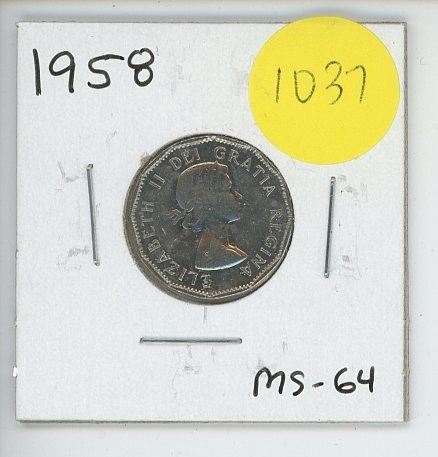 1958
1037
ELIZABETH II DEI GRATIA REGINA
MS-64